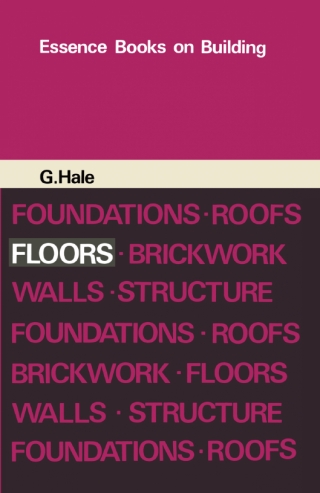 Essence Books on Building
G.Hale
FOUNDATIONS·ROOFS
FLOORS·BRICKWORK
WALLS·STRUCTURE
FOUNDATIONS·ROOFS
BRICKWORK·FLOORS
WALLS·STRUCTURE
FOUNDATIONS·ROOFS